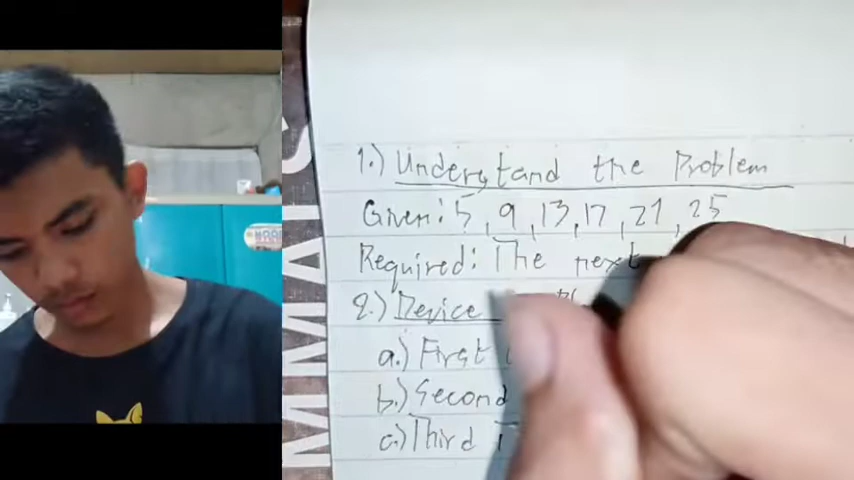 1.) Understand the Problem
Given: 5, 9, 13, 17, 21, 25
Required: The next
2.) Device
a.) First
b.) Second
c.) Third